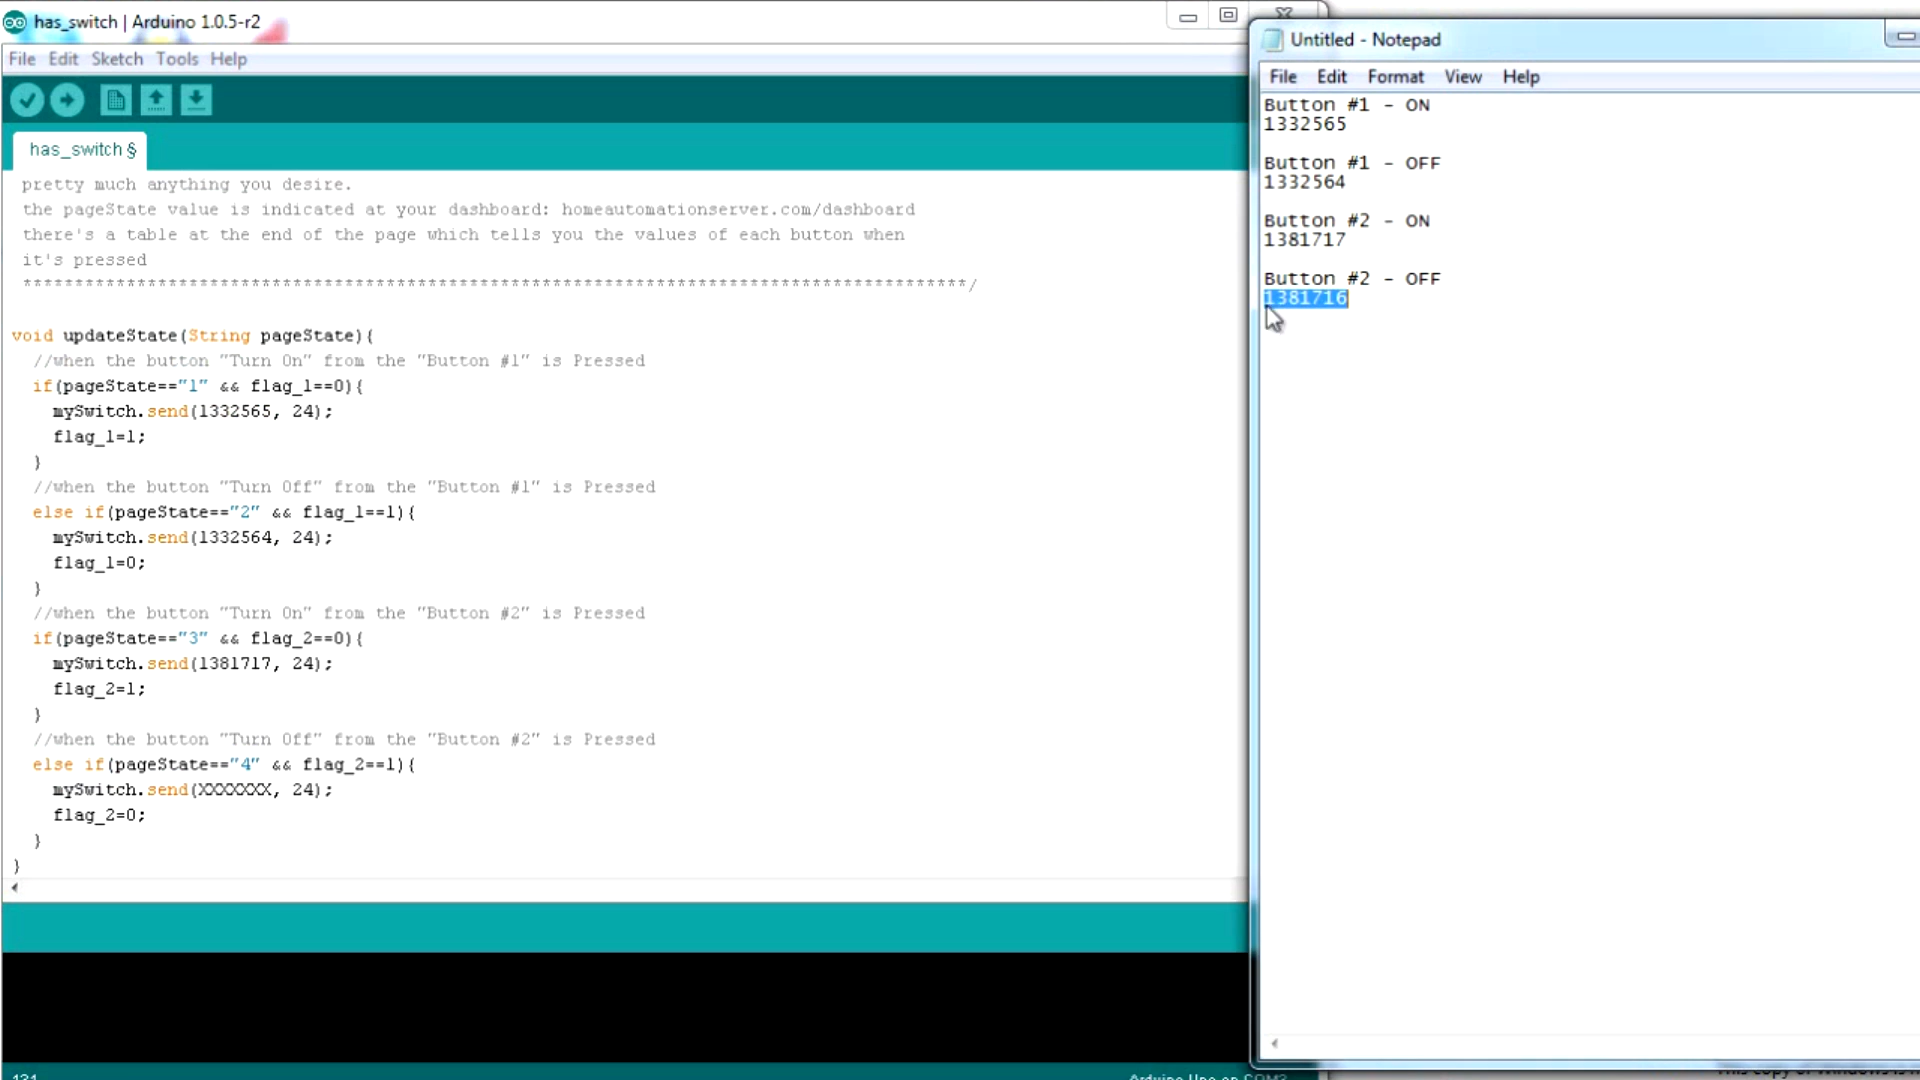 has_switch | Arduino 1.0.5-r2
File Edit Sketch Tools Help
has_switch §
pretty much anything you desire.
the pageState value is indicated at your dashboard: homeautomationserver.com/dashboard
there's a table at the end of the page which tells you the values of each button when
it's pressed
*******************************************************************************************/
void updateState(String pageState){
//when the button "Turn On" from the "Button #1" is Pressed
if(pageState=="1" && flag_1==0){
mySwitch.send(1332565, 24);
flag_1=1;
}
//when the button "Turn Off" from the "Button #1" is Pressed
else if(pageState=="2" && flag_1==1){
mySwitch.send(1332564, 24);
flag_1=0;
}
//when the button "Turn On" from the "Button #2" is Pressed
if(pageState=="3" && flag_2==0){
mySwitch.send(1381717, 24);
flag_2=1;
}
//when the button "Turn Off" from the "Button #2" is Pressed
else if(pageState=="4" && flag_2==1){
mySwitch.send(XXXXXXX, 24);
flag_2=0;
}
}
Untitled - Notepad
File Edit Format View Help
Button #1 - ON
1332565
Button #1 - OFF
1332564
Button #2 - ON
1381717
Button #2 - OFF
1381716